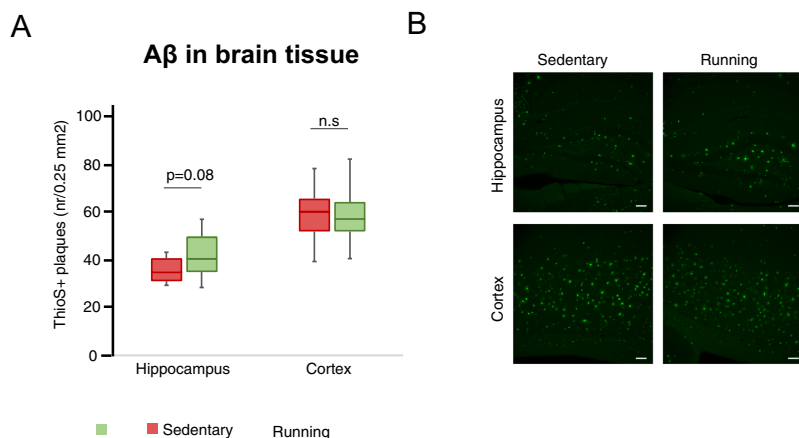 A
Aβ in brain tissue
ThioS+ plaques (nr/0.25 mm2)
100
80
60
40
20
0
p=0.08
n.s
Hippocampus
Cortex
Sedentary
Running
B
Sedentary
Running
Hippocampus
Cortex